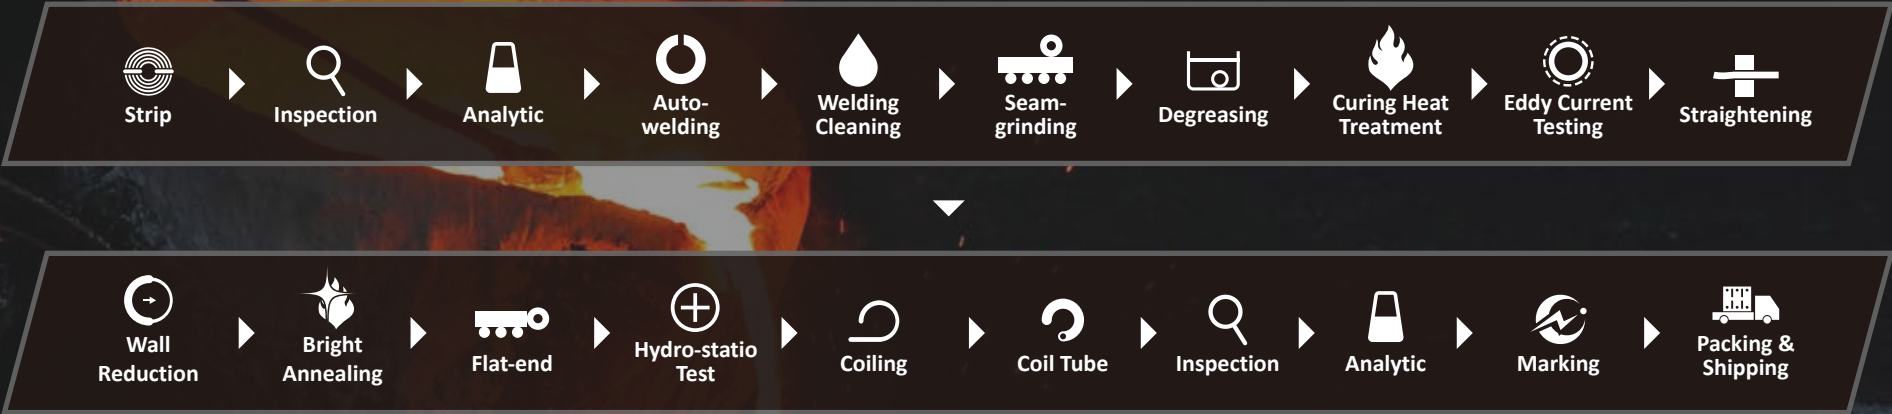 Strip
Inspection
Analytic
Auto-
welding
Welding
Cleaning
Seam-
grinding
Degreasing
Curing Heat
Treatment
Eddy Current
Testing
Straightening
Wall
Reduction
Bright
Annealing
Flat-end
Hydro-statio
Test
Coiling
Coil Tube
Inspection
Analytic
Marking
Packing &
Shipping